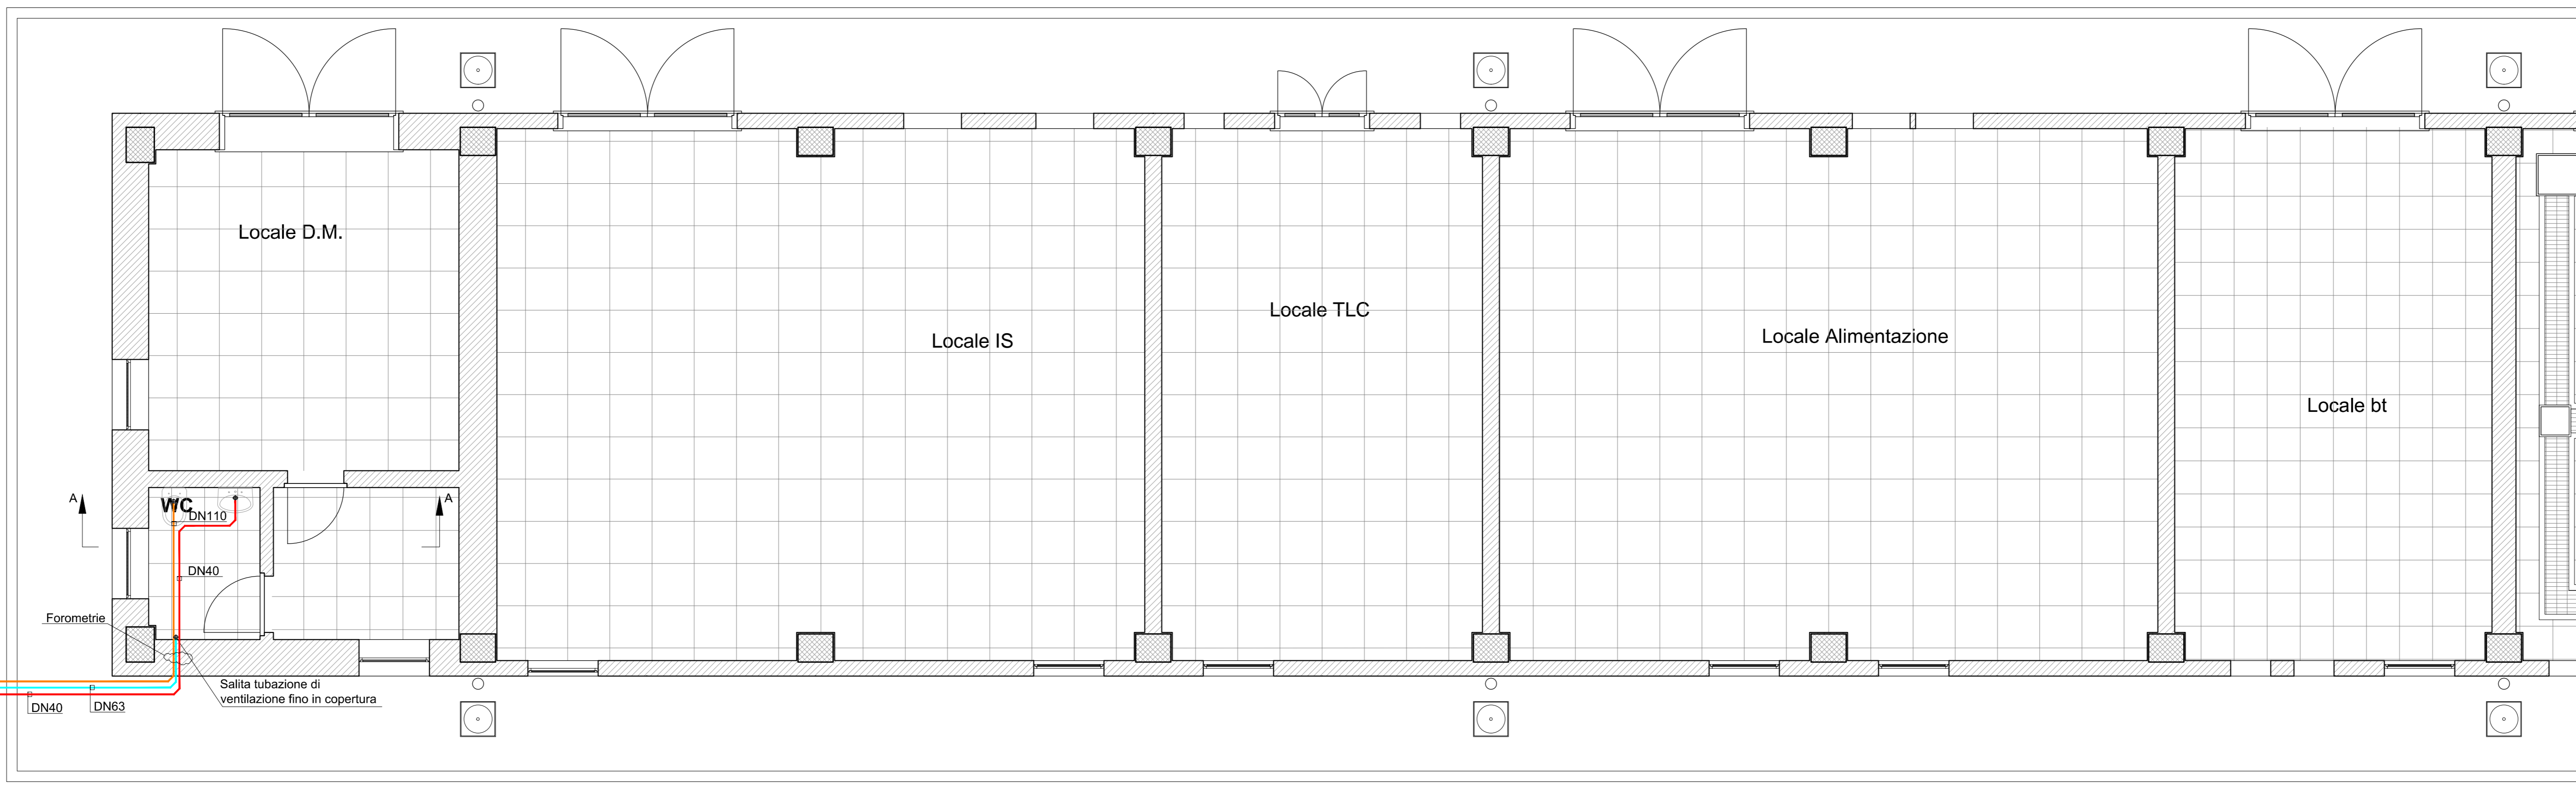 Locale D.M.
Locale IS
Locale TLC
Locale Alimentazione
Locale bt
A
A
WC
DN110
DN40
Forometrie
Salita tubazione di
ventilazione fino in copertura
DN40
DN63